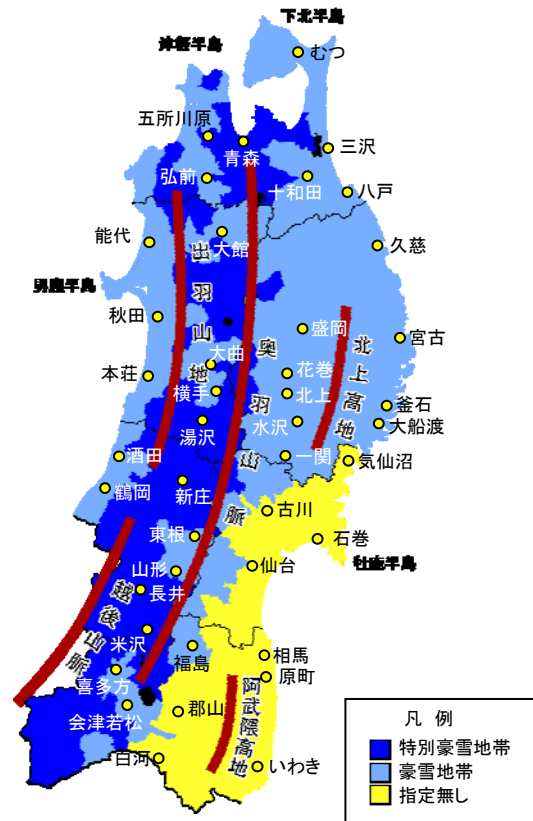 下北半島
津軽半島
むつ
五所川原
青森
三沢
弘前
十和田
八戸
能代
大館
久慈
出羽山地
男鹿半島
秋田
盛岡
宮古
北上高地
大曲
奥羽山脈
本荘
花巻
横手
北上
釜石
湯沢
水沢
大船渡
酒田
一関
気仙沼
鶴岡
新庄
古川
東根
石巻
山形
仙台
牡鹿半島
長井
越後山脈
米沢
福島
相馬
原町
喜多方
会津若松
郡山
阿武隈高地
白河
いわき
凡 例
特別豪雪地帯
豪雪地帯
指定無し